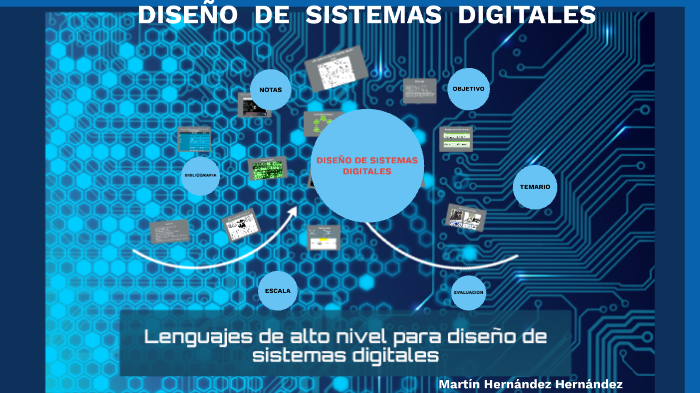 DISEÑO DE SISTEMAS DIGITALES
NOTAS
OBJETIVO
DISEÑO DE SISTEMAS
DIGITALES
BIBLIOGRAFIA
TEMARIO
ESCALA
EVALUACION
Lenguajes de alto nivel para diseño de
sistemas digitales
Martín Hernández Hernández